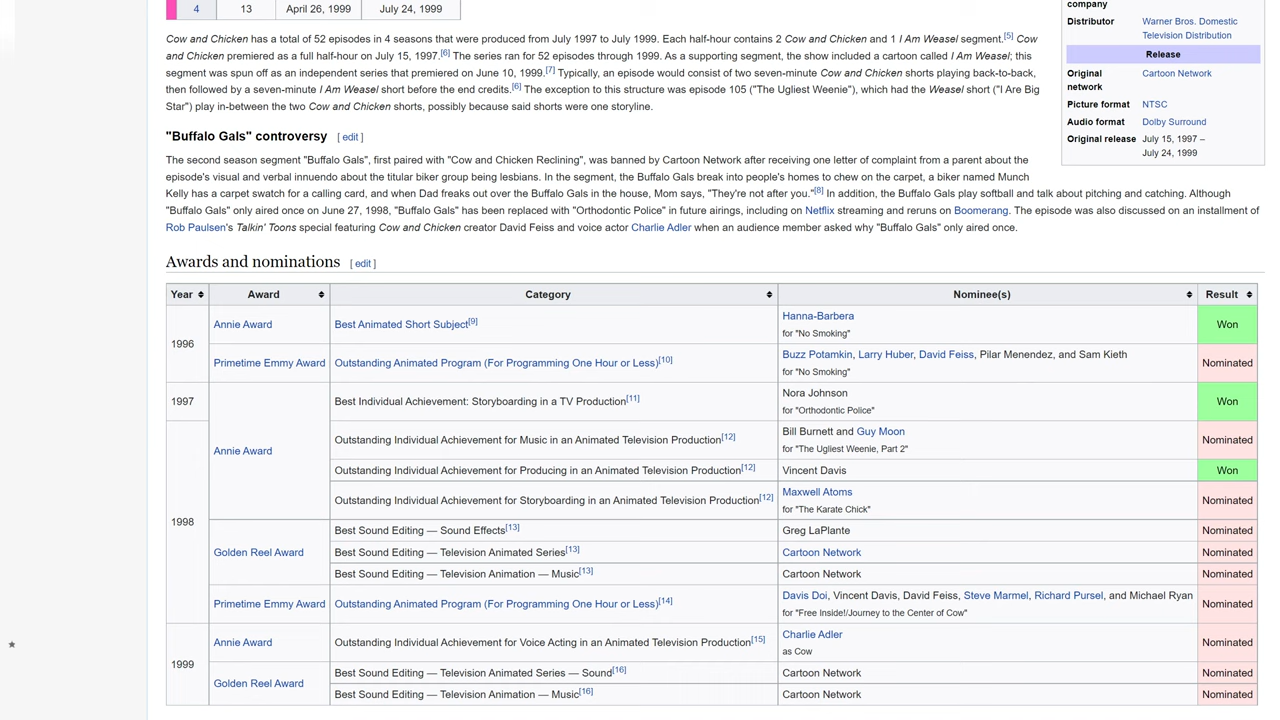 company
4 13 April 26, 1999 July 24, 1999
Distributor Warner Bros. Domestic
Television Distribution
Release
Original Cartoon Network
network
Picture format NTSC
Audio format Dolby Surround
Original release July 15, 1997 –
July 24, 1999
Cow and Chicken has a total of 52 episodes in 4 seasons that were produced from July 1997 to July 1999. Each half-hour contains 2 Cow and Chicken and 1 I Am Weasel segment.[5] Cow
and Chicken premiered as a full half-hour on July 15, 1997.[6] The series ran for 52 episodes through 1999. As a supporting segment, the show included a cartoon called I Am Weasel; this
segment was spun off as an independent series that premiered on June 10, 1999.[7] Typically, an episode would consist of two seven-minute Cow and Chicken shorts playing back-to-back,
then followed by a seven-minute I Am Weasel short before the end credits.[6] The exception to this structure was episode 105 ("The Ugliest Weenie"), which had the Weasel short ("I Are Big
Star") play in-between the two Cow and Chicken shorts, possibly because said shorts were one storyline.
"Buffalo Gals" controversy [ edit ]
The second season segment "Buffalo Gals", first paired with "Cow and Chicken Reclining", was banned by Cartoon Network after receiving one letter of complaint from a parent about the
episode's visual and verbal innuendo about the titular biker group being lesbians. In the segment, the Buffalo Gals break into people's homes to chew on the carpet, a biker named Munch
Kelly has a carpet swatch for a calling card, and when Dad freaks out over the Buffalo Gals in the house, Mom says, "They're not after you."[8] In addition, the Buffalo Gals play softball and talk about pitching and catching. Although
"Buffalo Gals" only aired once on June 27, 1998, "Buffalo Gals" has been replaced with "Orthodontic Police" in future airings, including on Netflix streaming and reruns on Boomerang. The episode was also discussed on an installment of
Rob Paulsen's Talkin' Toons special featuring Cow and Chicken creator David Feiss and voice actor Charlie Adler when an audience member asked why "Buffalo Gals" only aired once.
Awards and nominations [ edit ]
Year Award Category Nominee(s) Result
1996 Annie Award Best Animated Short Subject[9] Hanna-Barbera Won
for "No Smoking"
Primetime Emmy Award Outstanding Animated Program (For Programming One Hour or Less)[10] Buzz Potamkin, Larry Huber, David Feiss, Pilar Menendez, and Sam Kieth Nominated
for "No Smoking"
1997 Annie Award Best Individual Achievement: Storyboarding in a TV Production[11] Nora Johnson Won
for "Orthodontic Police"
1998 Outstanding Individual Achievement for Music in an Animated Television Production[12] Bill Burnett and Guy Moon Nominated
for "The Ugliest Weenie, Part 2"
Outstanding Individual Achievement for Producing in an Animated Television Production[12] Vincent Davis Won
Outstanding Individual Achievement for Storyboarding in an Animated Television Production[12] Maxwell Atoms Nominated
for "The Karate Chick"
Golden Reel Award Best Sound Editing — Sound Effects[13] Greg LaPlante Nominated
Best Sound Editing — Television Animated Series[13] Cartoon Network Nominated
Best Sound Editing — Television Animation — Music[13] Cartoon Network Nominated
Primetime Emmy Award Outstanding Animated Program (For Programming One Hour or Less)[14] Davis Doi, Vincent Davis, David Feiss, Steve Marmel, Richard Pursel, and Michael Ryan Nominated
for "Free Inside!/Journey to the Center of Cow"
1999 Annie Award Outstanding Individual Achievement for Voice Acting in an Animated Television Production[15] Charlie Adler Nominated
as Cow
Golden Reel Award Best Sound Editing — Television Animated Series — Sound[16] Cartoon Network Nominated
Best Sound Editing — Television Animation — Music[16] Cartoon Network Nominated